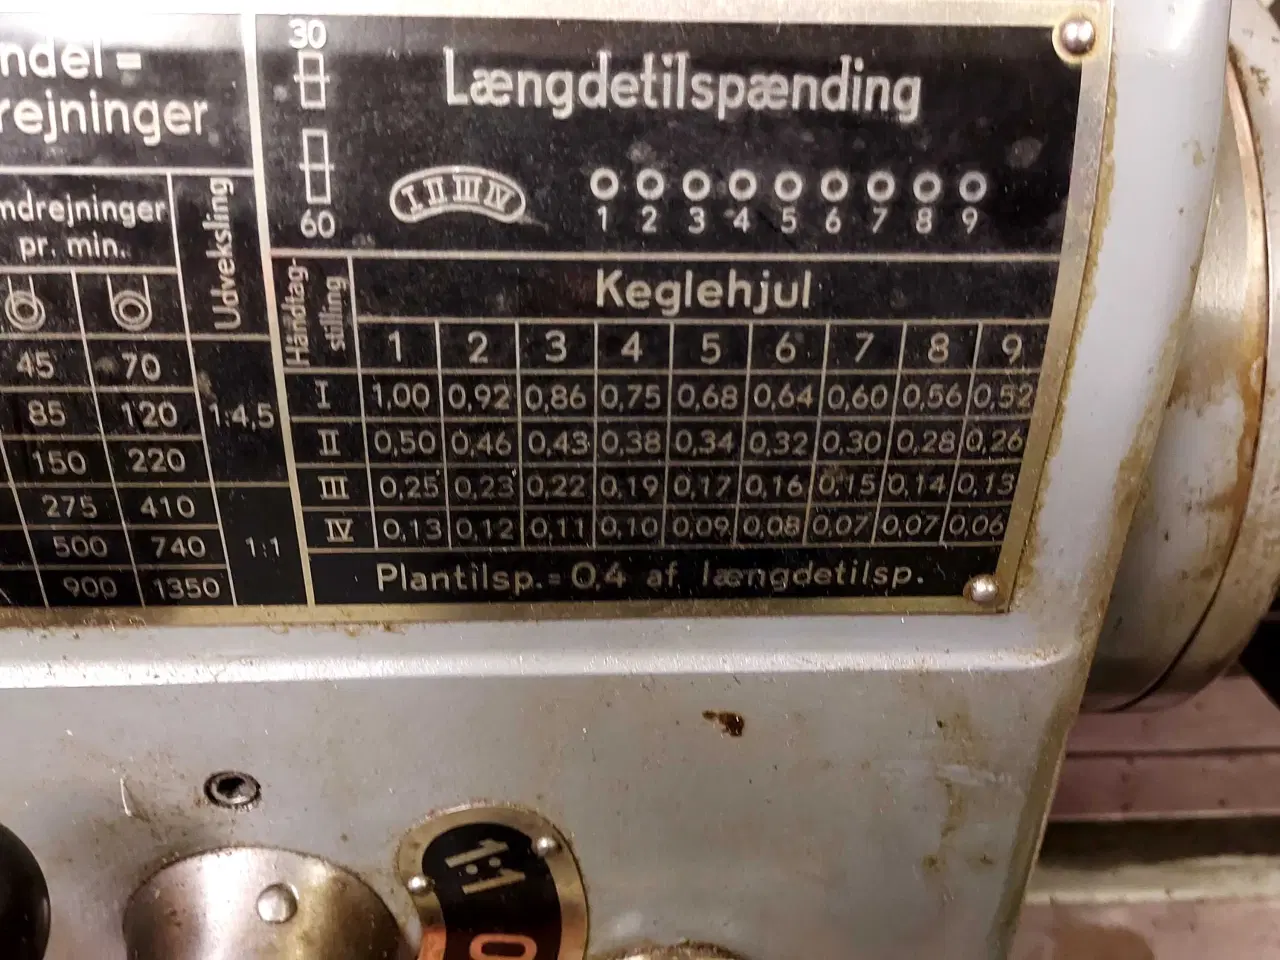 ndel =
rejninger
mdrejninger
pr. min.
Udveksling
45 70
85 120 1:4,5
150 220
275 410
500 740 1:1
900 1350
30
60
Længdetilspænding
I II III IV
1 2 3 4 5 6 7 8 9
Håndtag-
stilling
Keglehjul
1 2 3 4 5 6 7 8 9
I 1,00 0,92 0,86 0,75 0,68 0,64 0,60 0,56 0,52
II 0,50 0,46 0,43 0,38 0,34 0,32 0,30 0,28 0,26
III 0,25 0,23 0,22 0,19 0,17 0,16 0,15 0,14 0,13
IV 0,13 0,12 0,11 0,10 0,09 0,08 0,07 0,07 0,06
Plantilsp. = 0,4 af længdetilsp.
1:1
0